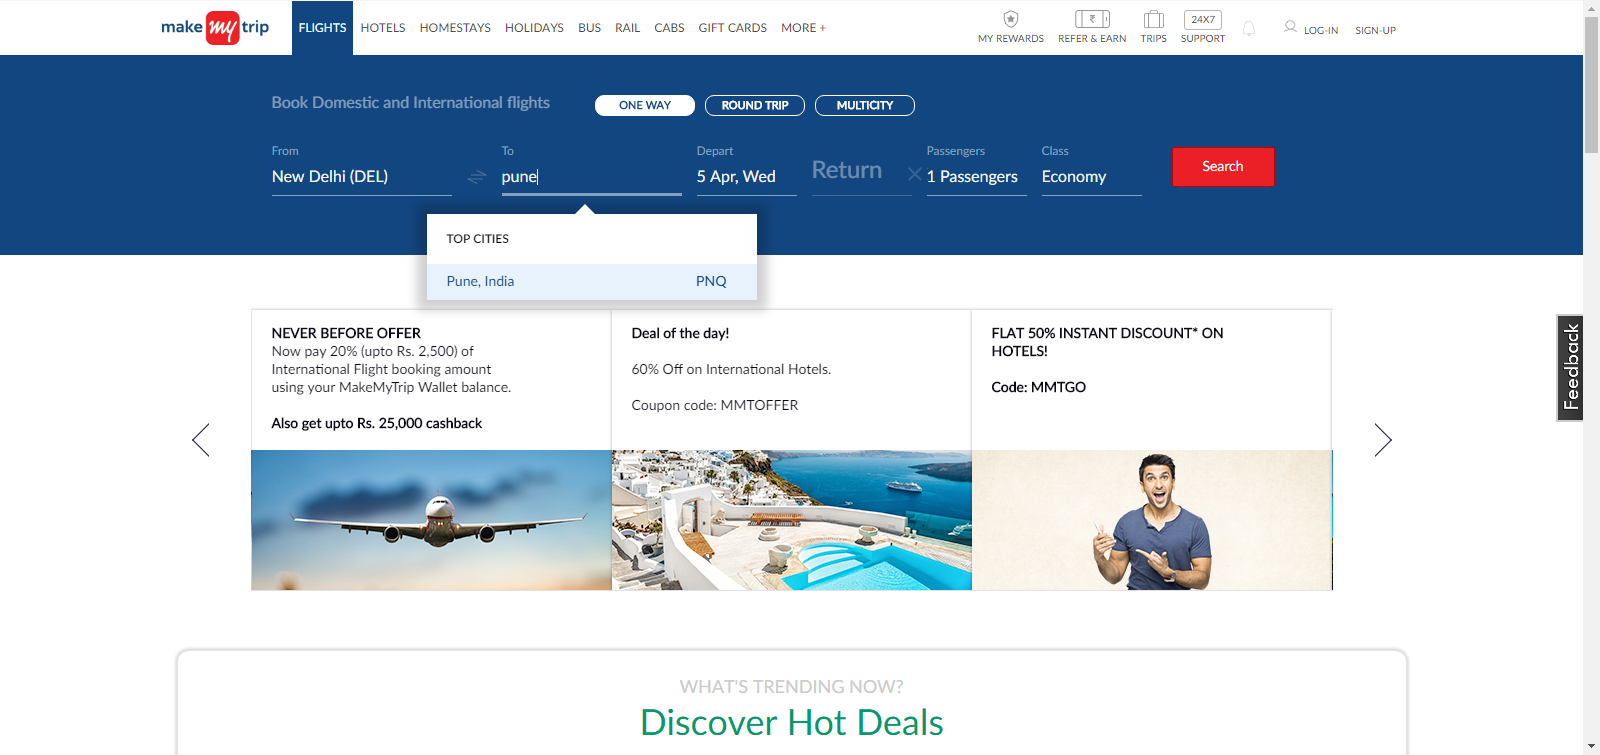 make my trip
FLIGHTS HOTELS HOMESTAYS HOLIDAYS BUS RAIL CABS GIFT CARDS MORE +
MY REWARDS
₹
REFER & EARN
TRIPS
24X7
SUPPORT
LOG-IN
SIGN-UP
Book Domestic and International flights
ONE WAY
ROUND TRIP
MULTICITY
From
New Delhi (DEL)
To
pune
Depart
5 Apr, Wed
Return
Passengers
1 Passengers
Class
Economy
Search
TOP CITIES
Pune, India PNQ
NEVER BEFORE OFFER
Now pay 20% (upto Rs. 2,500) of
International Flight booking amount
using your MakeMyTrip Wallet balance.
Also get upto Rs. 25,000 cashback
Deal of the day!
60% Off on International Hotels.
Coupon code: MMTOFFER
FLAT 50% INSTANT DISCOUNT* ON
HOTELS!
Code: MMTGO
Feedback
WHAT'S TRENDING NOW?
Discover Hot Deals